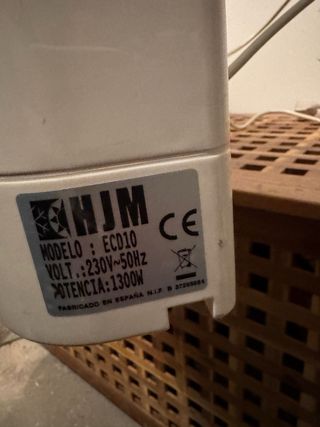 HJM
CE
MODELO : ECD10
VOLT.:230V~50Hz
POTENCIA:1300W
FABRICADO EN ESPAÑA N.I.F B